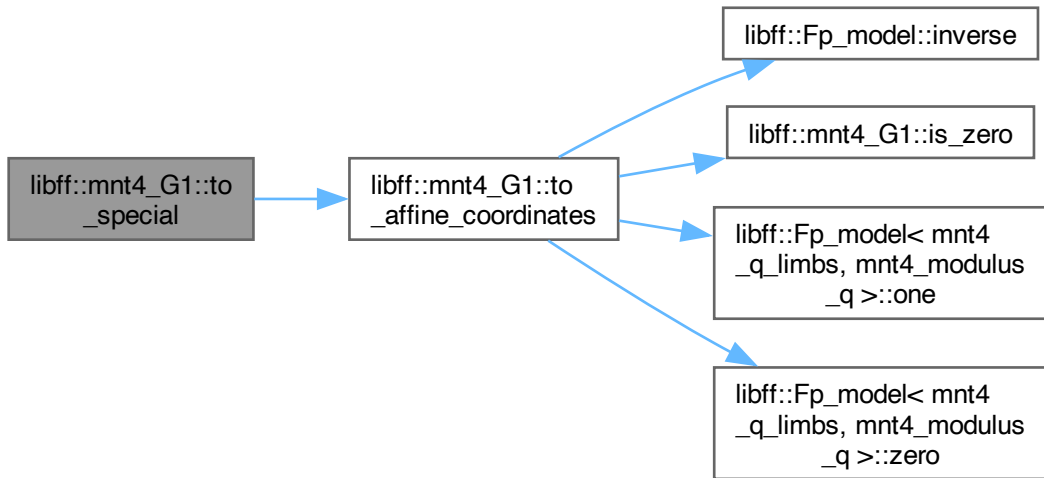 libff::mnt4_G1::to
_special
libff::mnt4_G1::to
_affine_coordinates
libff::Fp_model::inverse
libff::mnt4_G1::is_zero
libff::Fp_model< mnt4
_q_limbs, mnt4_modulus
_q >::one
libff::Fp_model< mnt4
_q_limbs, mnt4_modulus
_q >::zero